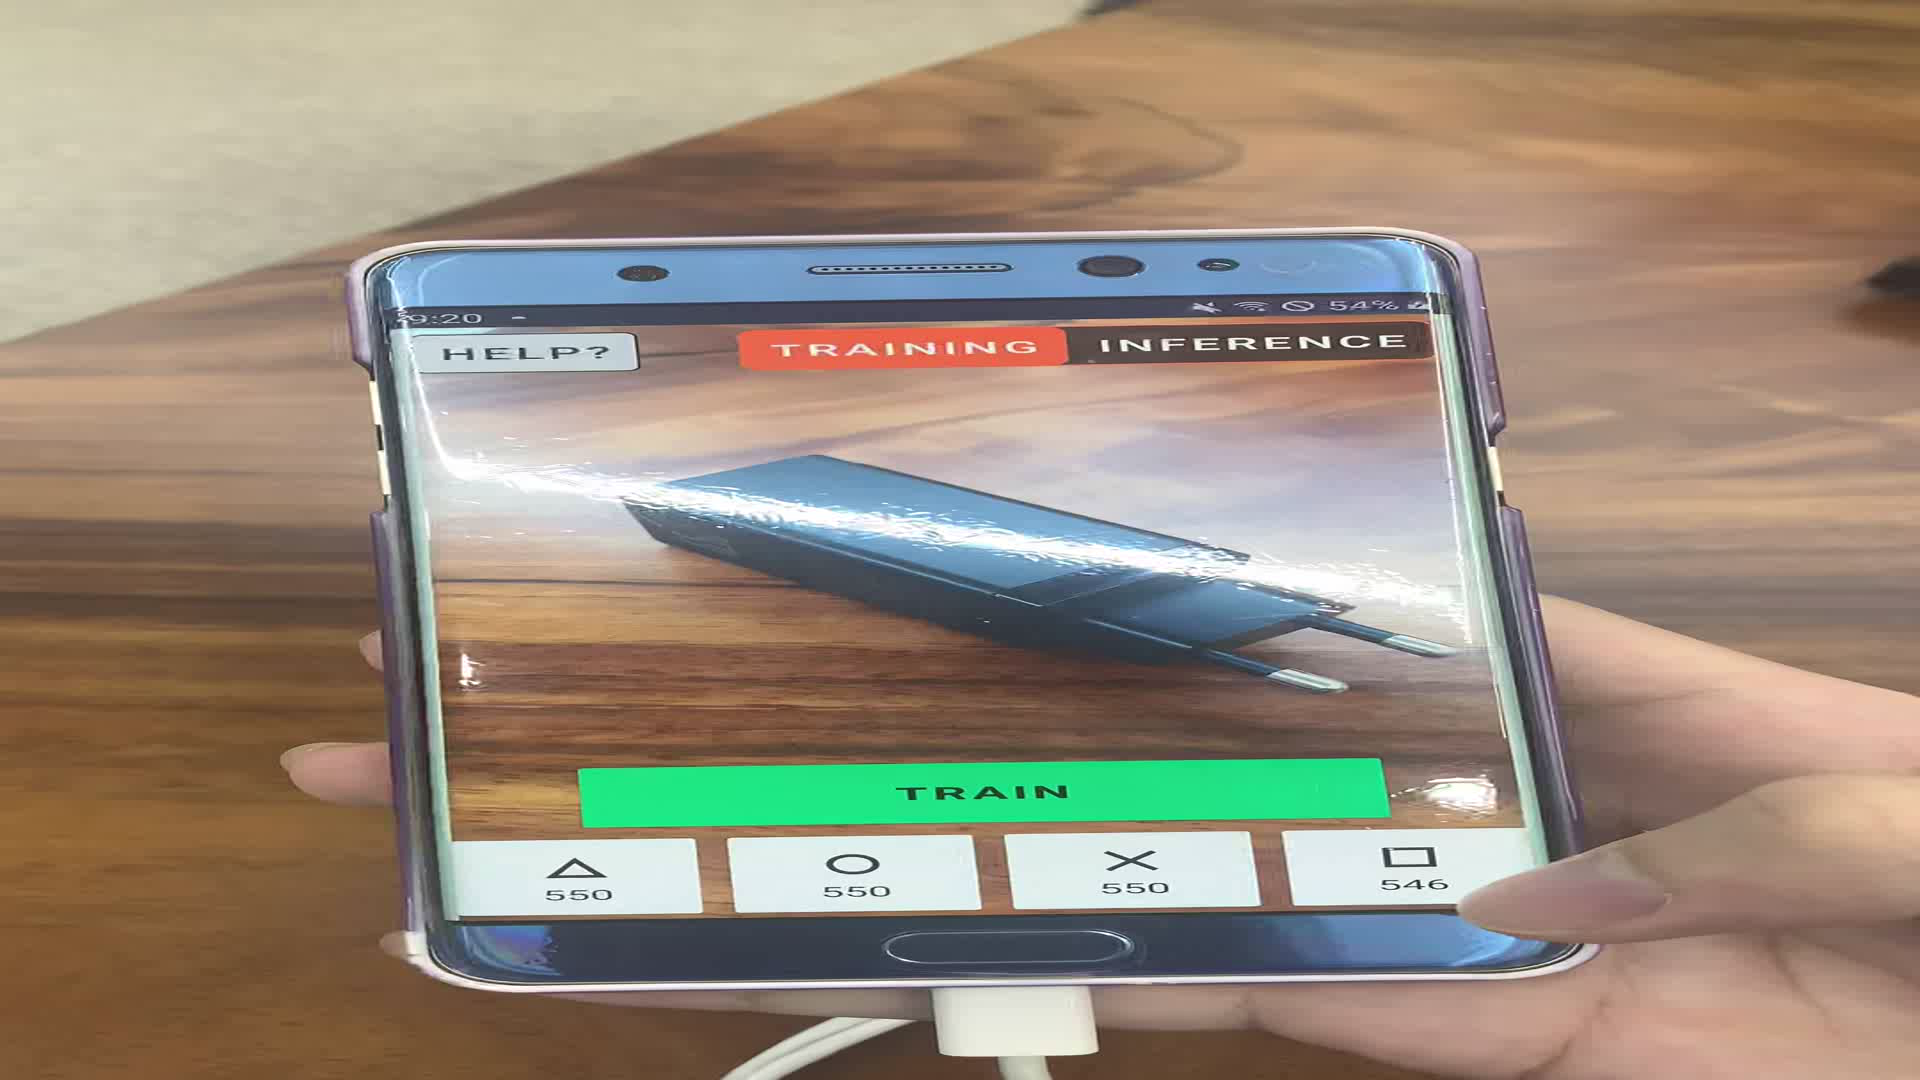 9:20 54%
HELP? TRAINING INFERENCE
TRAIN
550 550 550 546